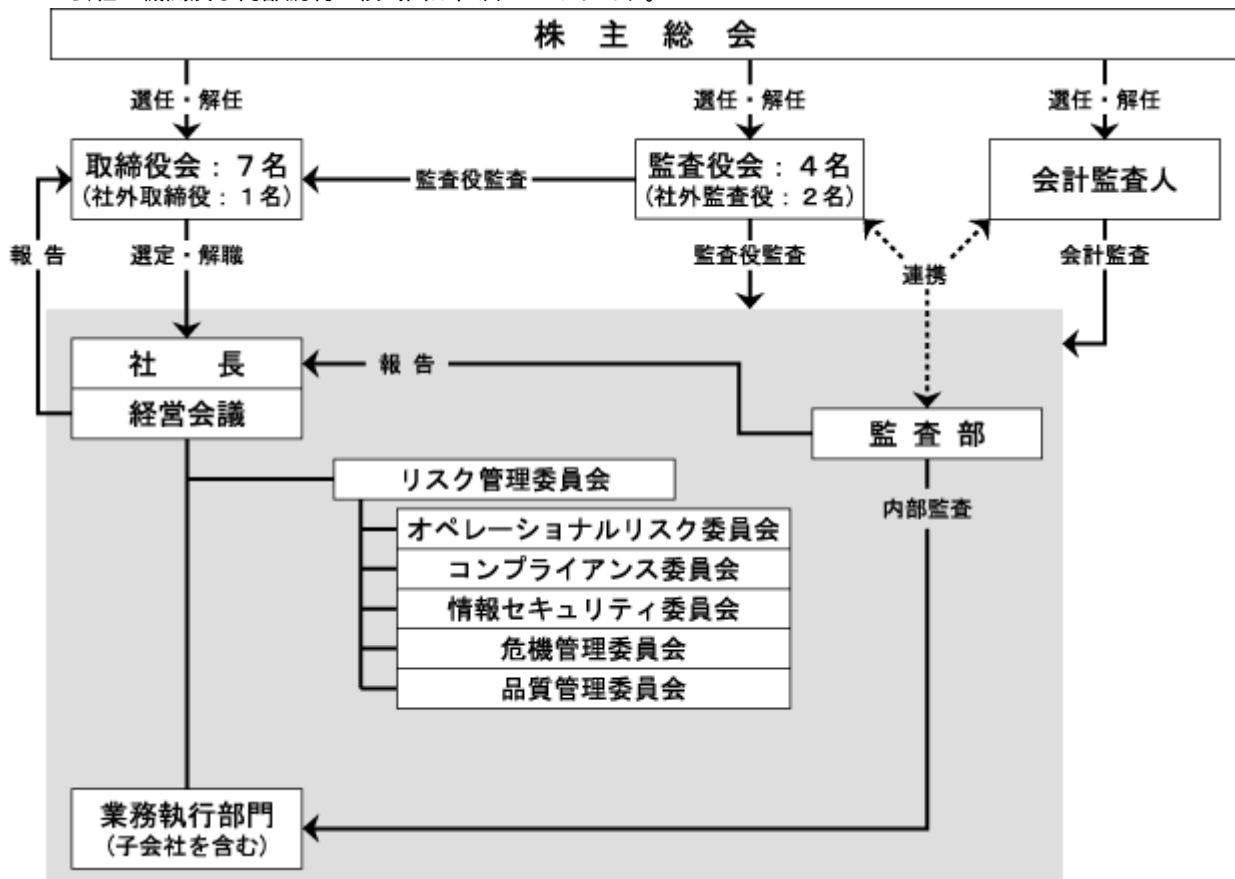 株 主 総 会
選任・解任
選任・解任
選任・解任
取締役会：７名
(社外取締役：１名)
監査役監査
監査役会：４名
(社外監査役：２名)
会計監査人
報 告
選定・解職
監査役監査
連携
会計監査
社 長
報 告
経営会議
監 査 部
リスク管理委員会
内部監査
オペレーショナルリスク委員会
コンプライアンス委員会
情報セキュリティ委員会
危機管理委員会
品質管理委員会
業務執行部門
(子会社を含む)